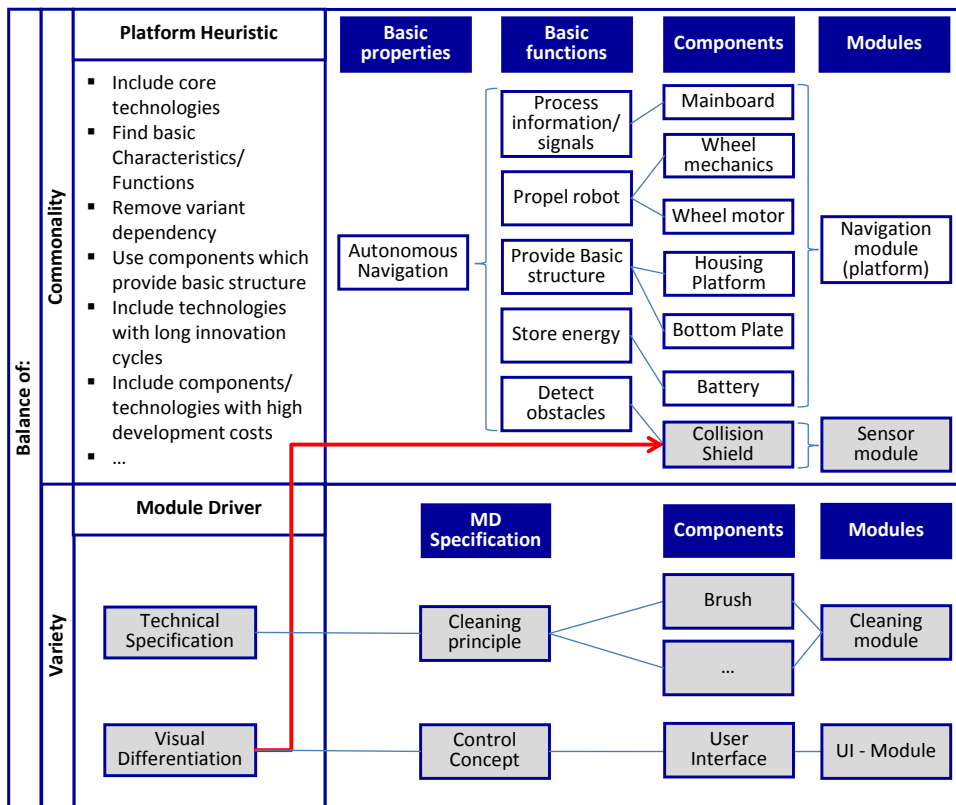 Balance of:
Commonality
Platform Heuristic
▪ Include core
technologies
▪ Find basic
Characteristics/
Functions
▪ Remove variant
dependency
▪ Use components which
provide basic structure
▪ Include technologies
with long innovation
cycles
▪ Include components/
technologies with high
development costs
▪ ...
Basic
properties
Basic
functions
Components
Modules
Autonomous
Navigation
Process
information/
signals
Propel robot
Provide Basic
structure
Store energy
Detect
obstacles
Mainboard
Wheel
mechanics
Wheel motor
Housing
Platform
Bottom Plate
Battery
Collision
Shield
Navigation
module
(platform)
Sensor
module
Variety
Module Driver
MD
Specification
Components
Modules
Technical
Specification
Cleaning
principle
Brush
...
Cleaning
module
Visual
Differentiation
Control
Concept
User
Interface
UI - Module